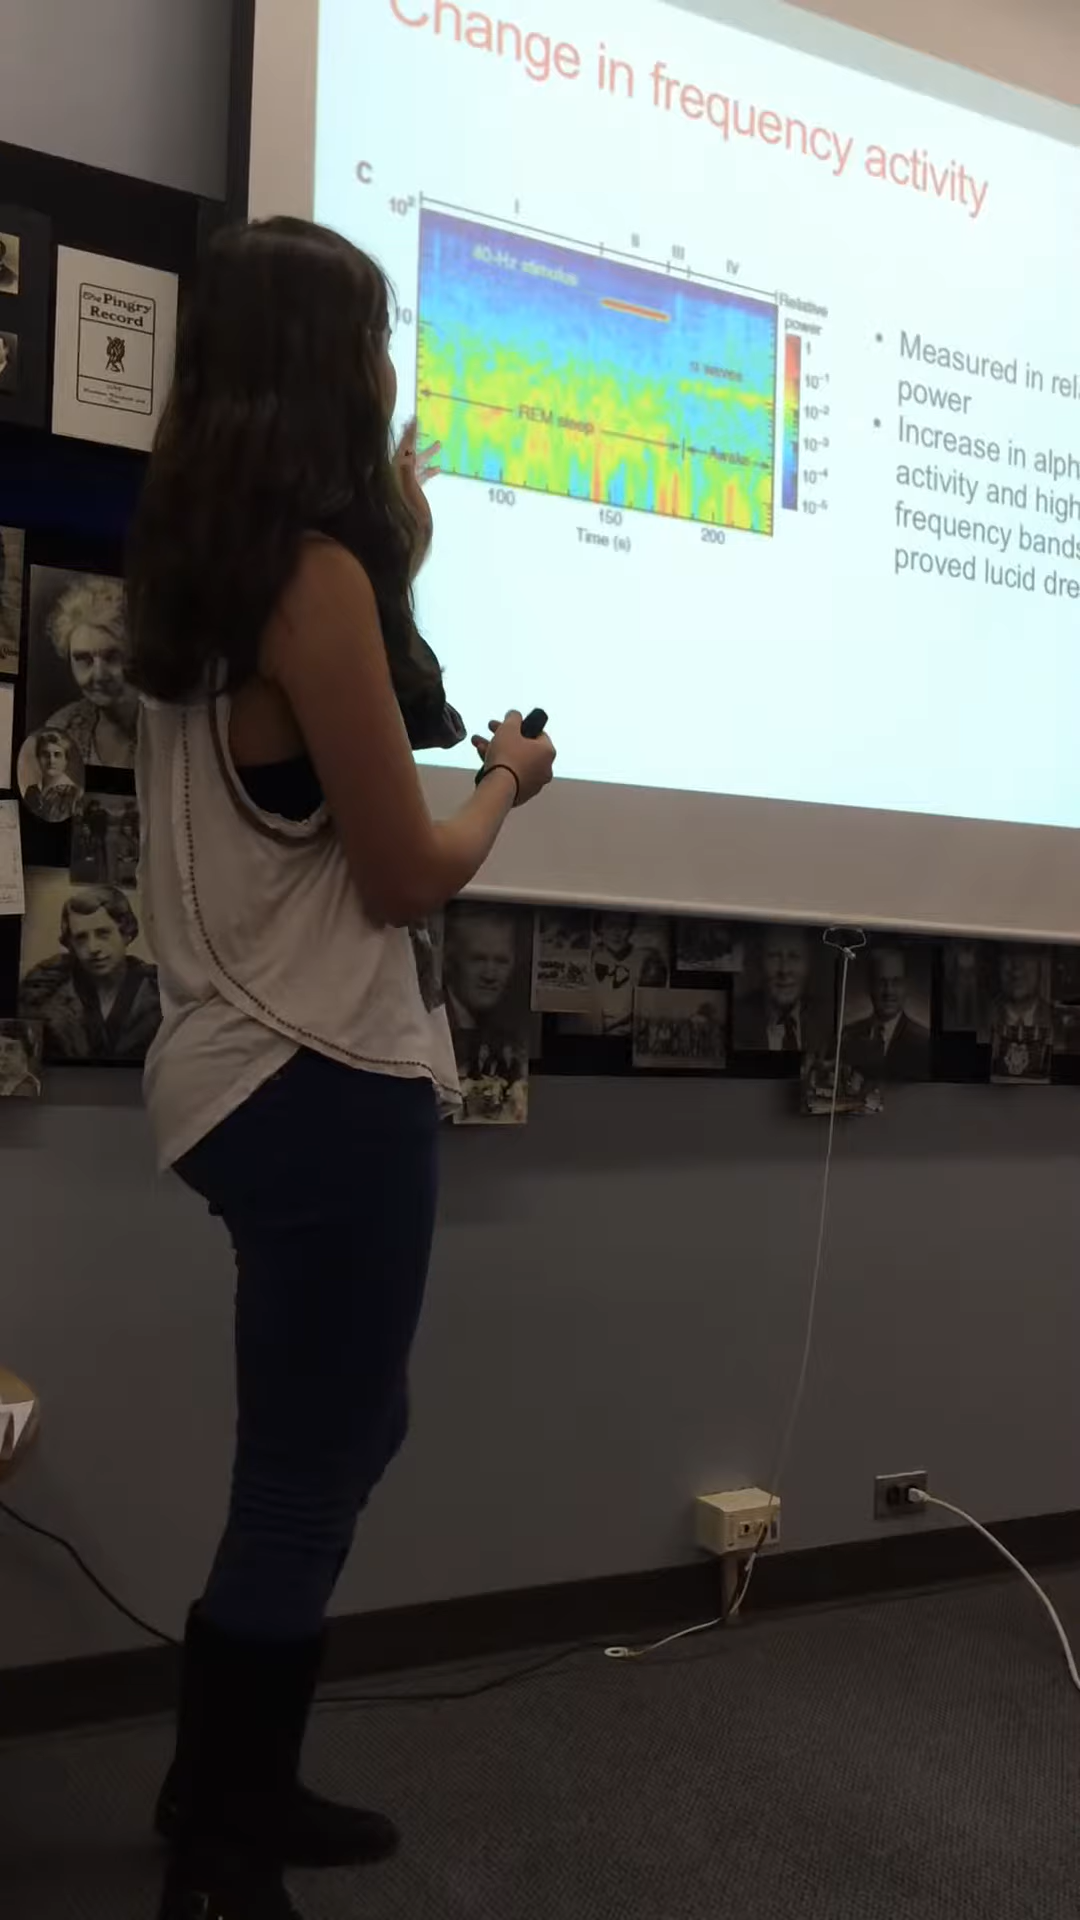 Change in frequency activity
C
10²
I
II
III
IV
40-Hz stimulus
Relative
power
10
1
α waves
10⁻¹
10⁻²
REM sleep
10⁻³
Awake
10⁻⁴
10⁻⁵
100
150
200
Time (s)
• Measured in rel
power
• Increase in alph
activity and high
frequency bands
proved lucid dre
The Pingry
Record